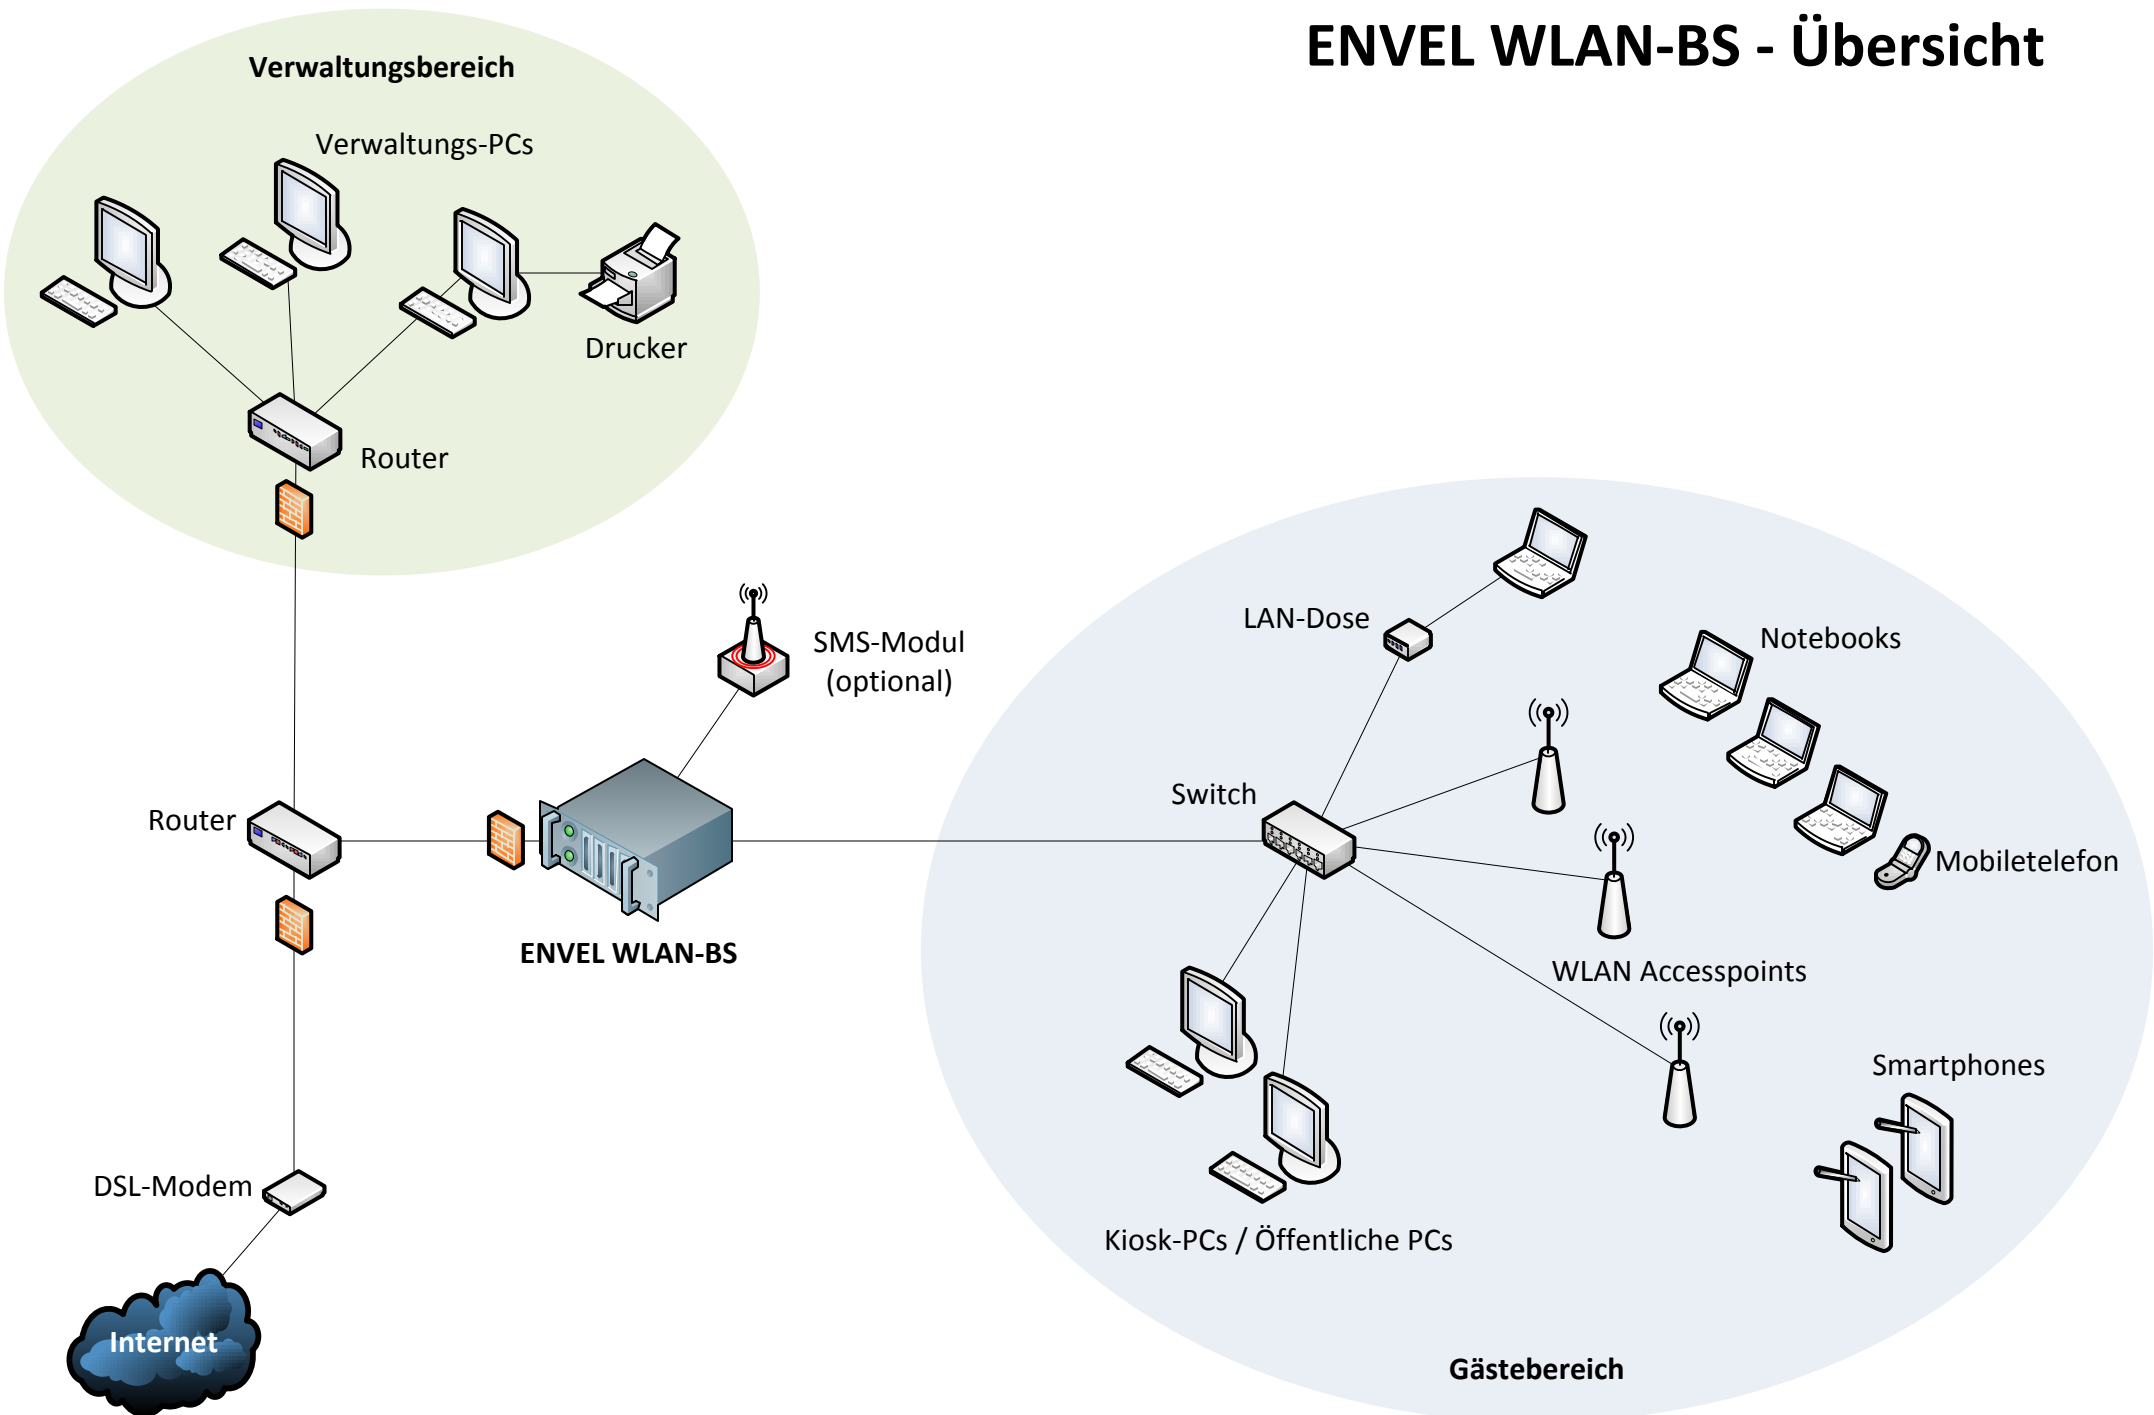 ENVEL WLAN-BS - Übersicht
Verwaltungsbereich
Verwaltungs-PCs
Drucker
Router
SMS-Modul
(optional)
LAN-Dose
Notebooks
Switch
Router
Mobiletelefon
ENVEL WLAN-BS
WLAN Accesspoints
Smartphones
DSL-Modem
Kiosk-PCs / Öffentliche PCs
Internet
Gästebereich